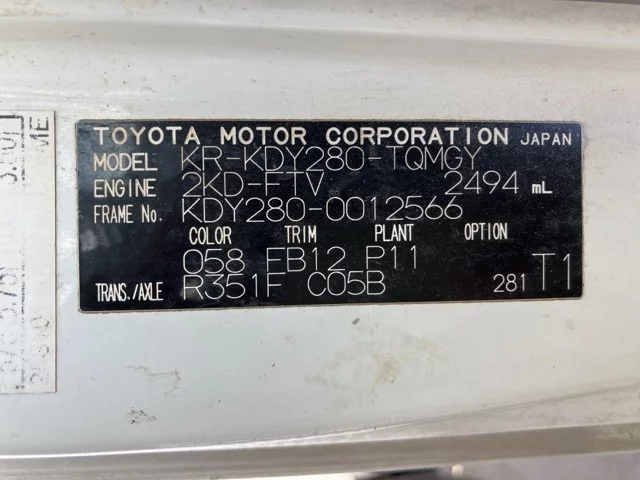 TOYOTA MOTOR CORPORATION JAPAN
MODEL KR-KDY280-TQMGY
ENGINE 2KD-FTV 2494 mL
FRAME No. KDY280-0012566
COLOR TRIM PLANT OPTION
058 FB12 P11
TRANS./AXLE R351F C05B 281 T1